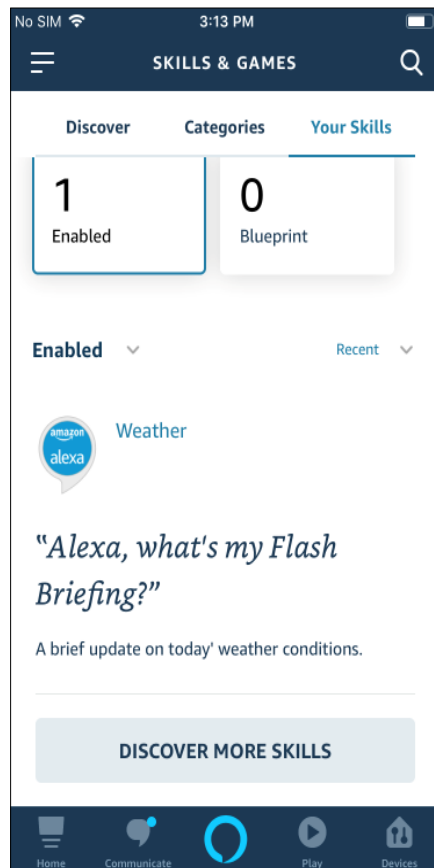 No SIM 3:13 PM
SKILLS & GAMES
Discover Categories Your Skills
1 0
Enabled Blueprint
Enabled Recent
amazon
alexa
Weather
"Alexa, what's my Flash
Briefing?”
A brief update on today' weather conditions.
DISCOVER MORE SKILLS
Home Communicate Play Devices